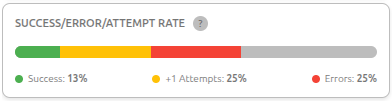 SUCCESS/ERROR/ATTEMPT RATE ?
Success: 13% +1 Attempts: 25% Errors: 25%